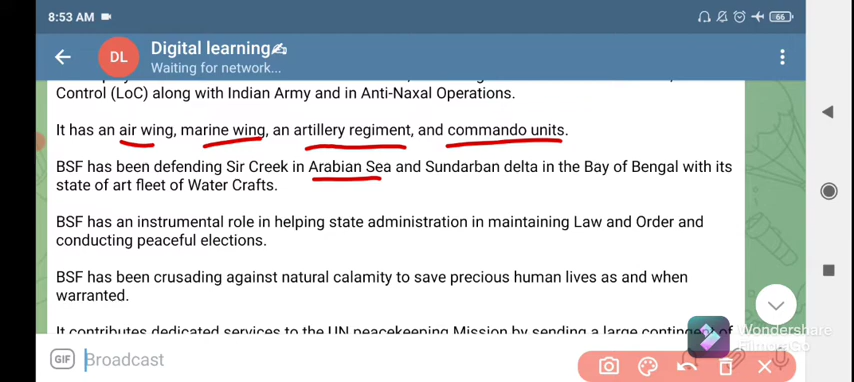 8:53 AM
66
DL
Digital learning✍
Waiting for network...
Control (LoC) along with Indian Army and in Anti-Naxal Operations.
It has an air wing, marine wing, an artillery regiment, and commando units.
BSF has been defending Sir Creek in Arabian Sea and Sundarban delta in the Bay of Bengal with its
state of art fleet of Water Crafts.
BSF has an instrumental role in helping state administration in maintaining Law and Order and
conducting peaceful elections.
BSF has been crusading against natural calamity to save precious human lives as and when
warranted.
It contributes dedicated services to the UN peacekeeping Mission by sending a large contingent of
Wondershare
FilmoraGo
GIF
Broadcast